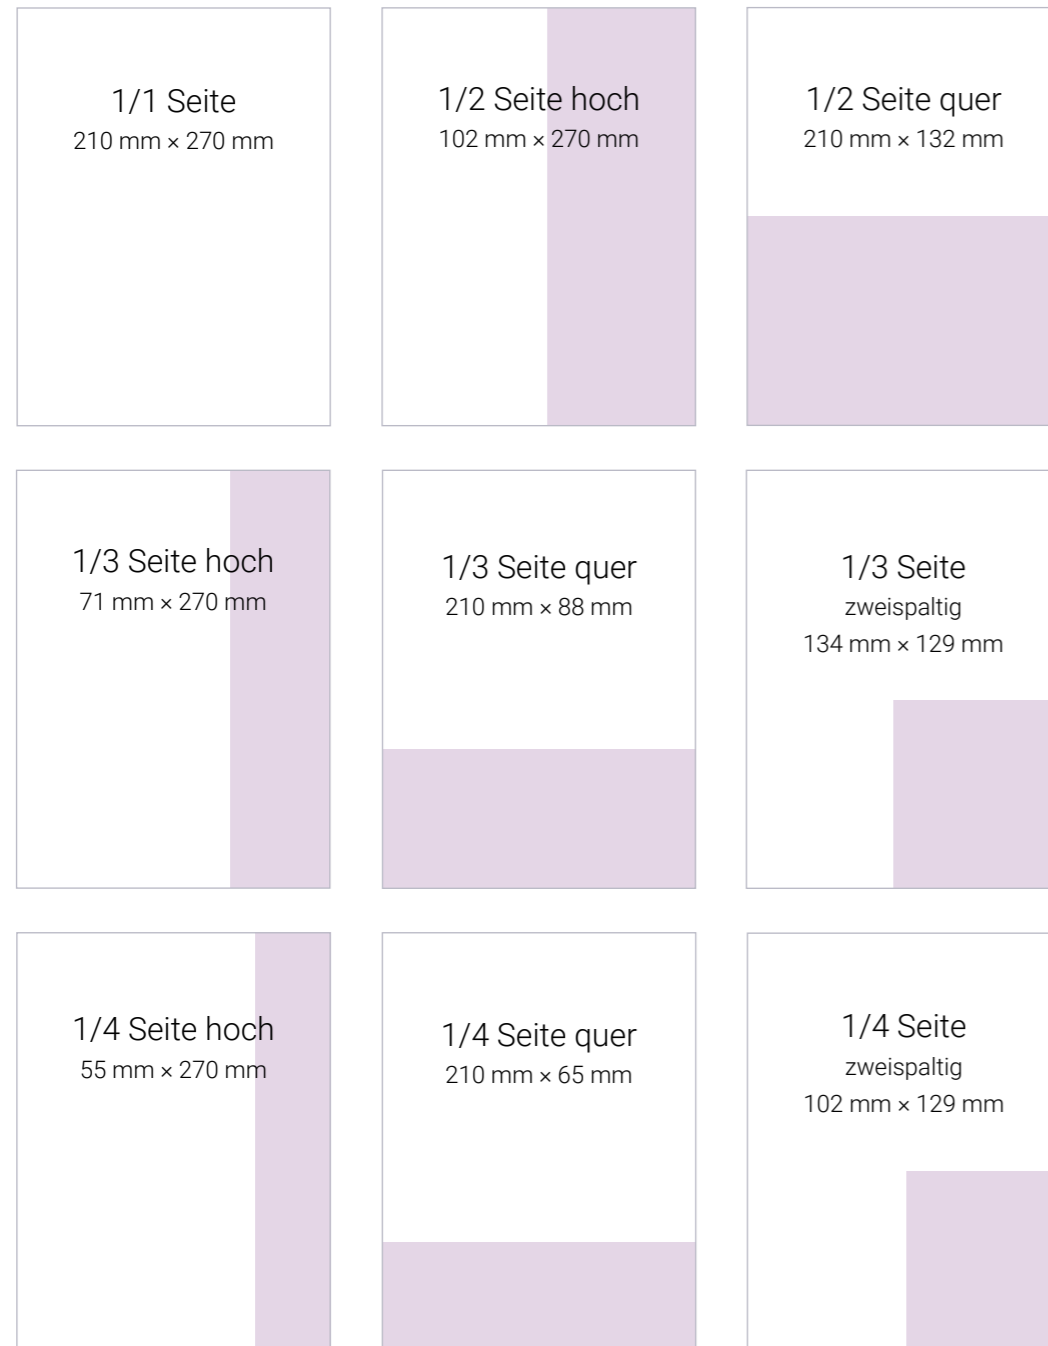 1/1 Seite
210 mm × 270 mm
1/2 Seite hoch
102 mm × 270 mm
1/2 Seite quer
210 mm × 132 mm
1/3 Seite hoch
71 mm × 270 mm
1/3 Seite quer
210 mm × 88 mm
1/3 Seite
zweispaltig
134 mm × 129 mm
1/4 Seite hoch
55 mm × 270 mm
1/4 Seite quer
210 mm × 65 mm
1/4 Seite
zweispaltig
102 mm × 129 mm